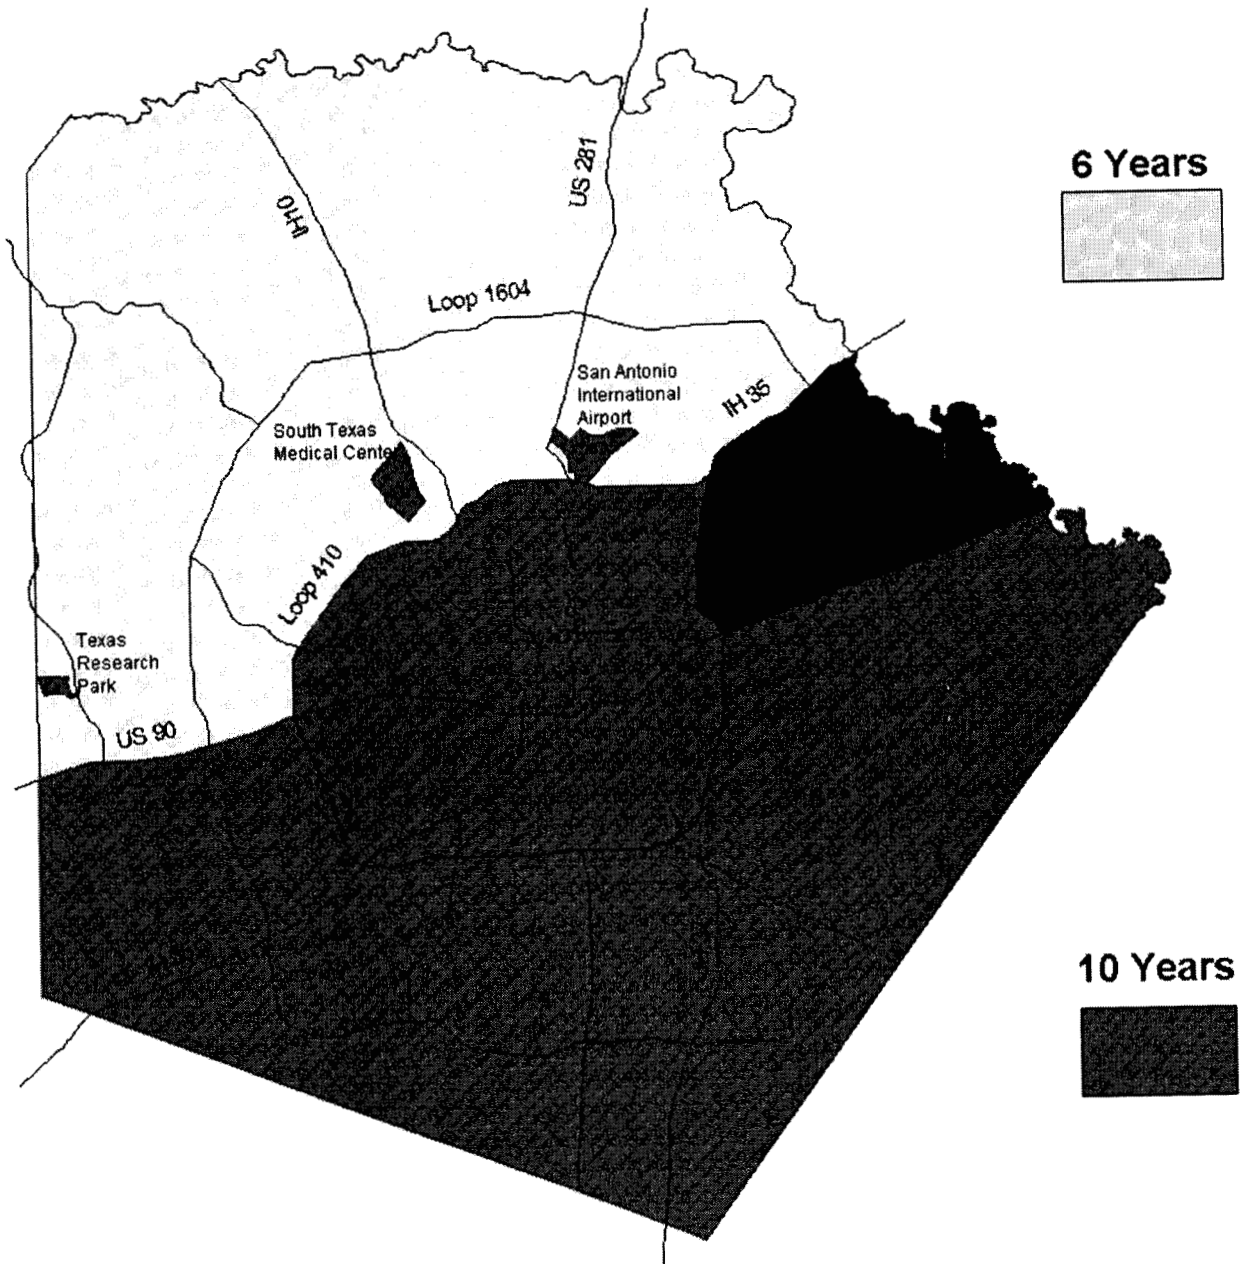 6 Years
US 281
IH10
Loop 1604
San Antonio
International
Airport
IH 35
South Texas
Medical Center
Loop 410
Texas
Research
Park
US 90
10 Years